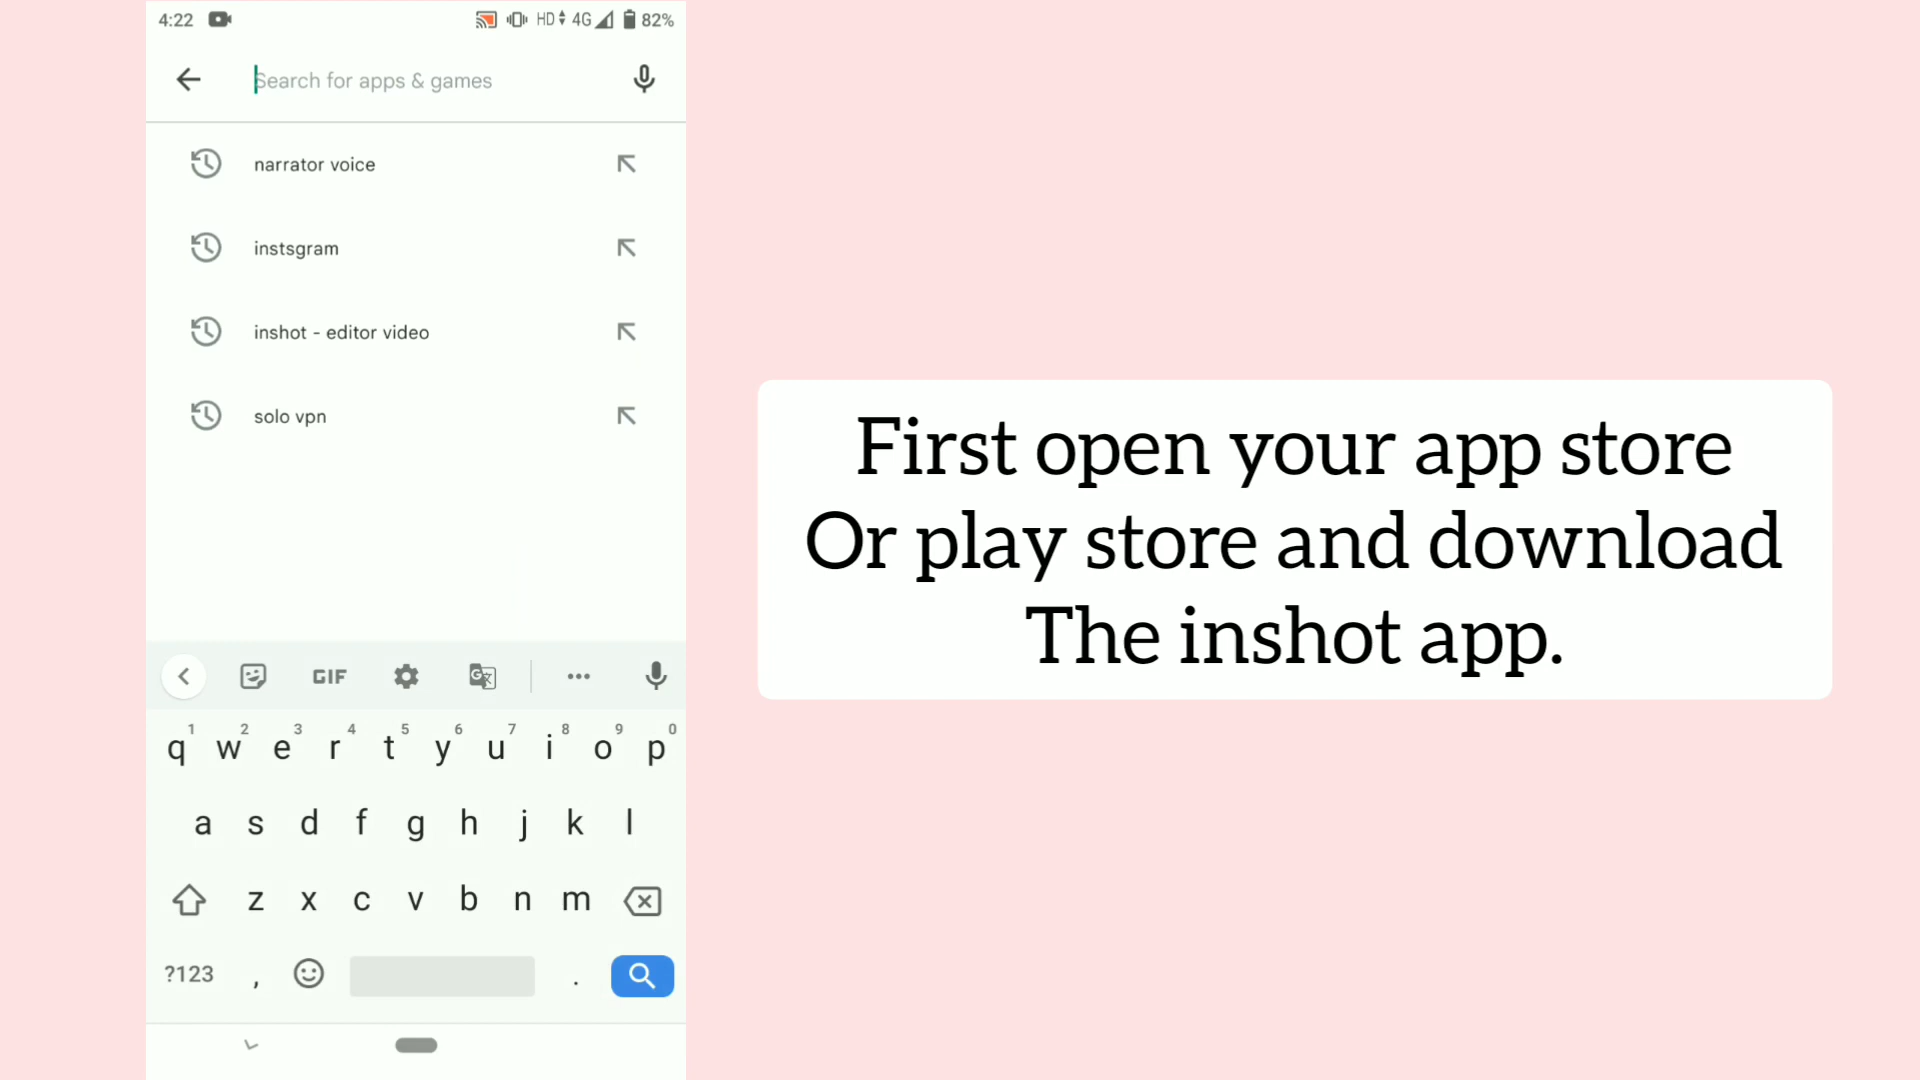 4:22 HD 4G 82%
Search for apps & games
narrator voice
instsgram
inshot - editor video
solo vpn
First open your app store
Or play store and download
The inshot app.
GIF
1 2 3 4 5 6 7 8 9 0
q w e r t y u i o p
a s d f g h j k l
z x c v b n m
?123 , .